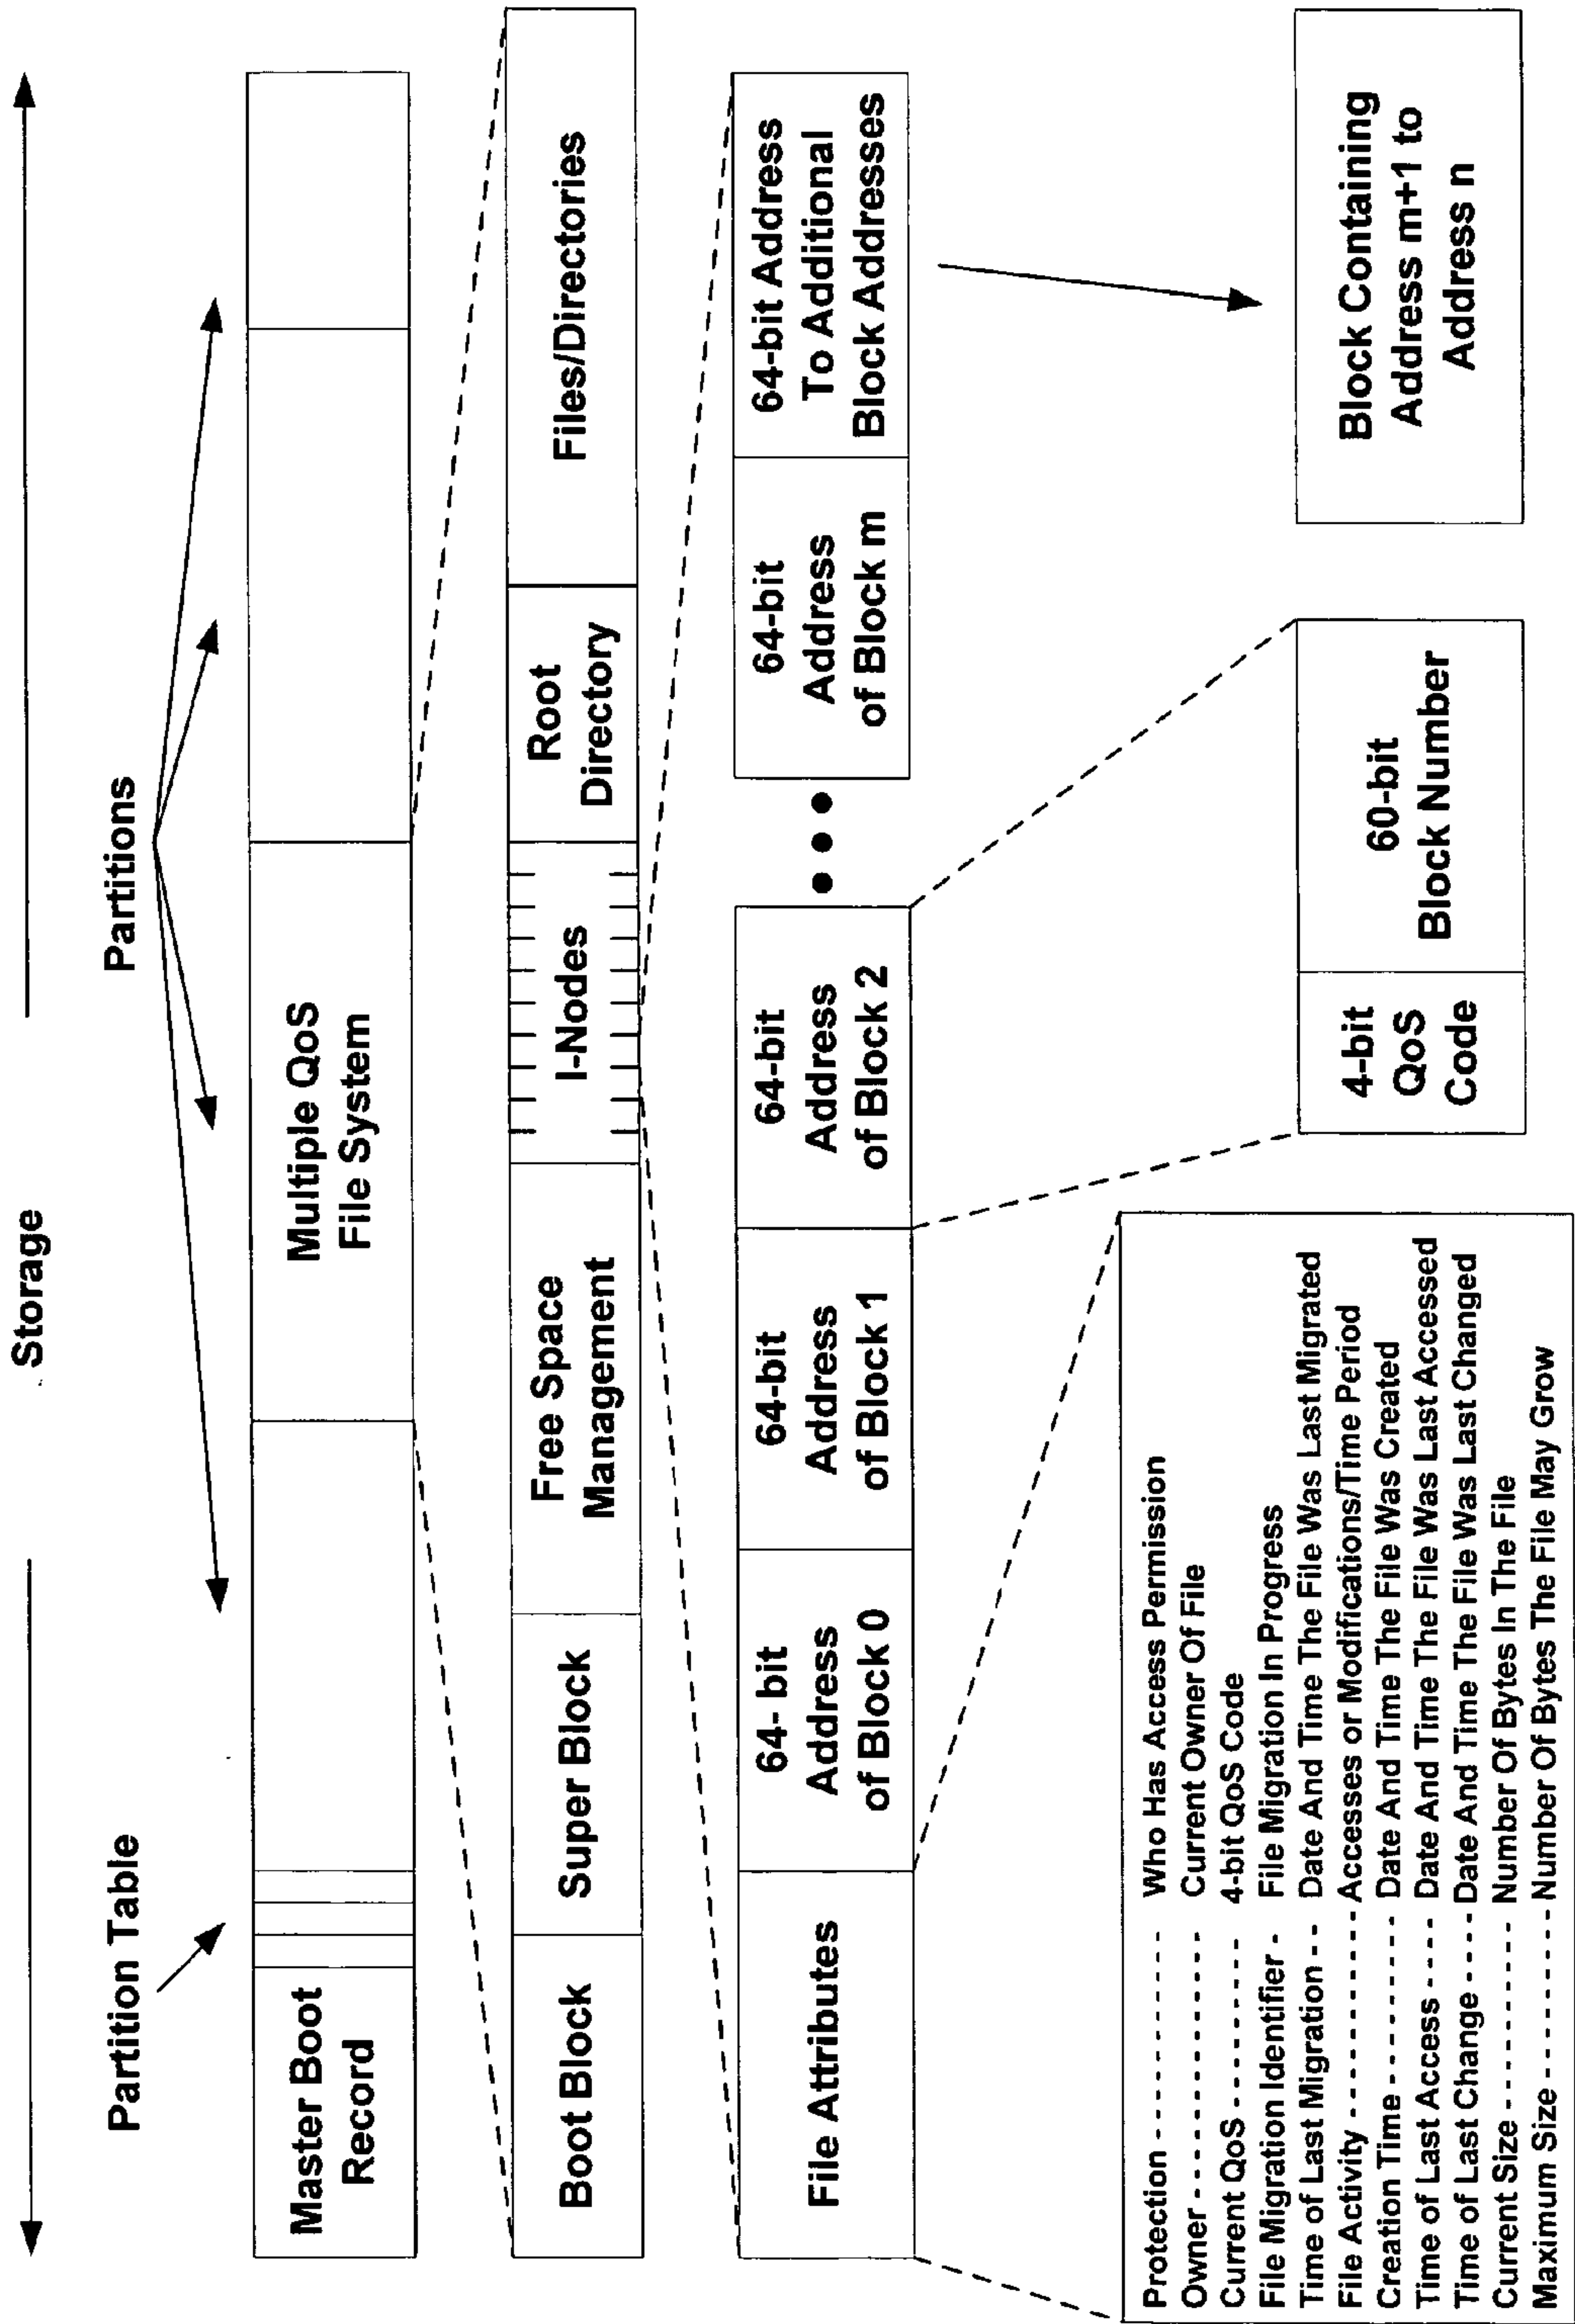 Storage
Partition Table
Partitions
Master Boot
Record
Multiple QoS
File System
Boot Block
Super Block
Free Space
Management
I-Nodes
Root
Directory
Files/Directories
File Attributes
64- bit
Address
of Block 0
64-bit
Address
of Block 1
64-bit
Address
of Block 2
64-bit
Address
of Block m
64-bit Address
To Additional
Block Addresses
Protection - - - - - - - - - - - Who Has Access Permission
Owner - - - - - - - - - - - - - Current Owner Of File
Current QoS - - - - - - - - 4-bit QoS Code
File Migration Identifier - File Migration In Progress
Time of Last Migration - - Date And Time The File Was Last Migrated
File Activity - - - - - - - - - - - Accesses or Modifications/Time Period
Creation Time - - - - - - - - Date And Time The File Was Created
Time of Last Access - - - - Date And Time The File Was Last Accessed
Time of Last Change - - - - Date And Time The File Was Last Changed
Current Size - - - - - - - - - - Number Of Bytes In The File
Maximum Size - - - - - - - - - Number Of Bytes The File May Grow
4-bit
QoS
Code
60-bit
Block Number
Block Containing
Address m+1 to
Address n